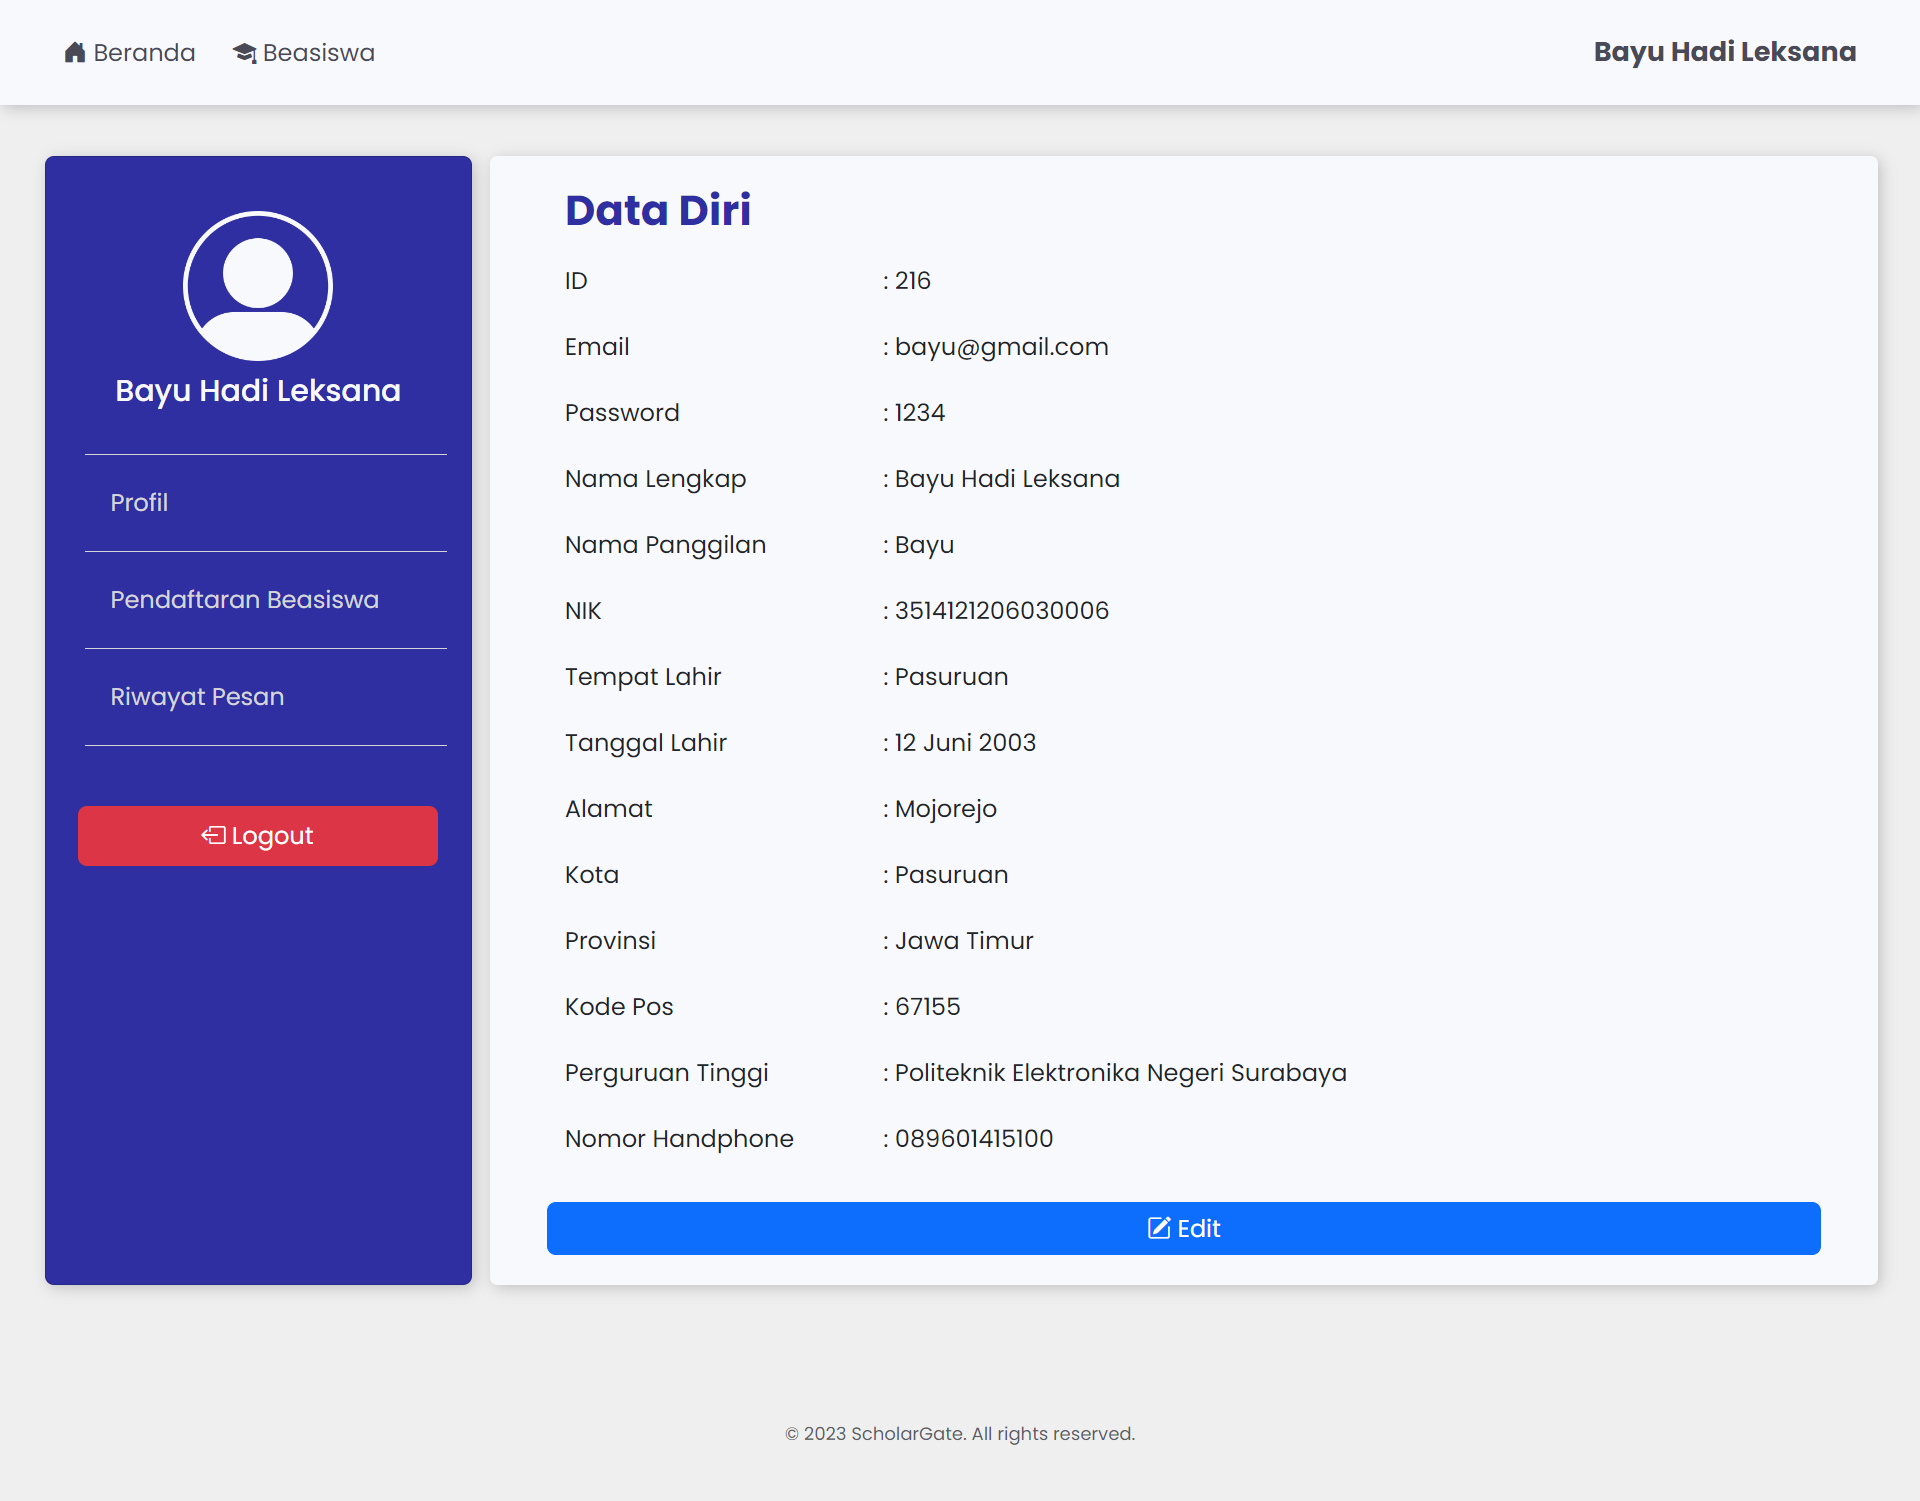 Beranda Beasiswa Bayu Hadi Leksana
Bayu Hadi Leksana
Profil
Pendaftaran Beasiswa
Riwayat Pesan
Logout
Data Diri
ID : 216
Email : bayu@gmail.com
Password : 1234
Nama Lengkap : Bayu Hadi Leksana
Nama Panggilan : Bayu
NIK : 3514121206030006
Tempat Lahir : Pasuruan
Tanggal Lahir : 12 Juni 2003
Alamat : Mojorejo
Kota : Pasuruan
Provinsi : Jawa Timur
Kode Pos : 67155
Perguruan Tinggi : Politeknik Elektronika Negeri Surabaya
Nomor Handphone : 089601415100
Edit
© 2023 ScholarGate. All rights reserved.